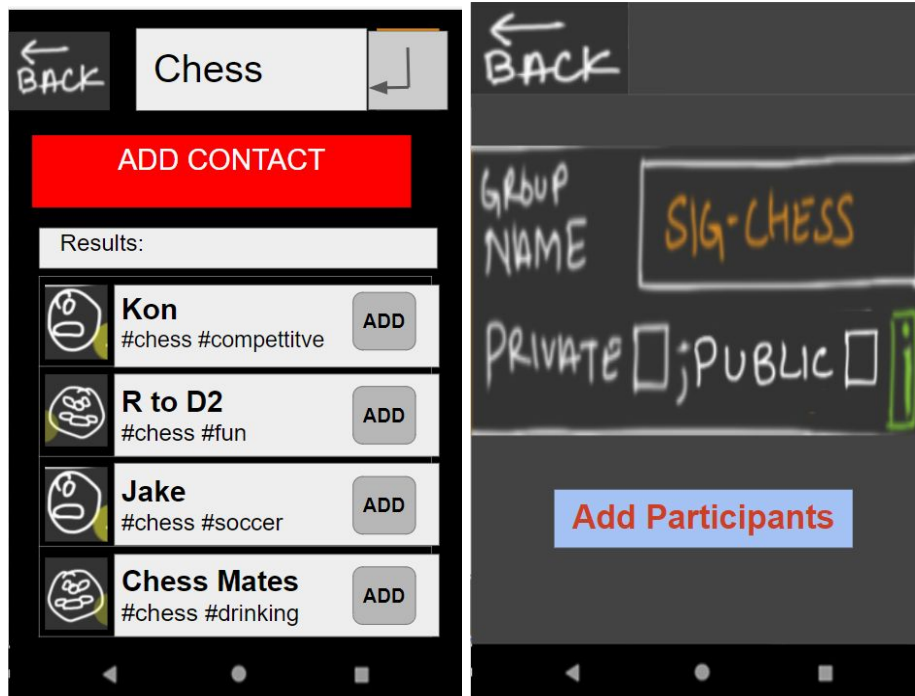 BACK
Chess
ADD CONTACT
Results:
Kon
#chess #compettitve
ADD
R to D2
#chess #fun
ADD
Jake
#chess #soccer
ADD
Chess Mates
#chess #drinking
ADD
BACK
GROUP
NAME
SIG-CHESS
PRIVATE ; PUBLIC i
Add Participants